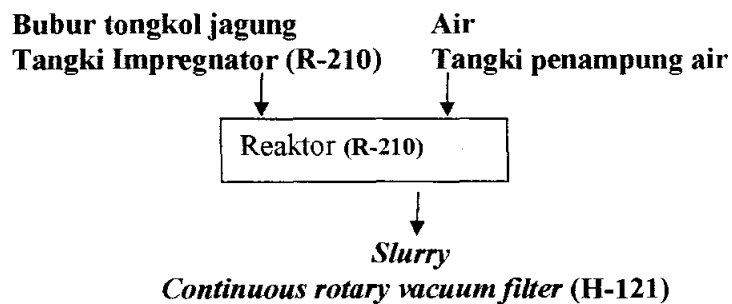 Bubur tongkol jagung
Tangki Impregnator (R-210)
Air
Tangki penampung air
Reaktor (R-210)
Slurry
Continuous rotary vacuum filter (H-121)